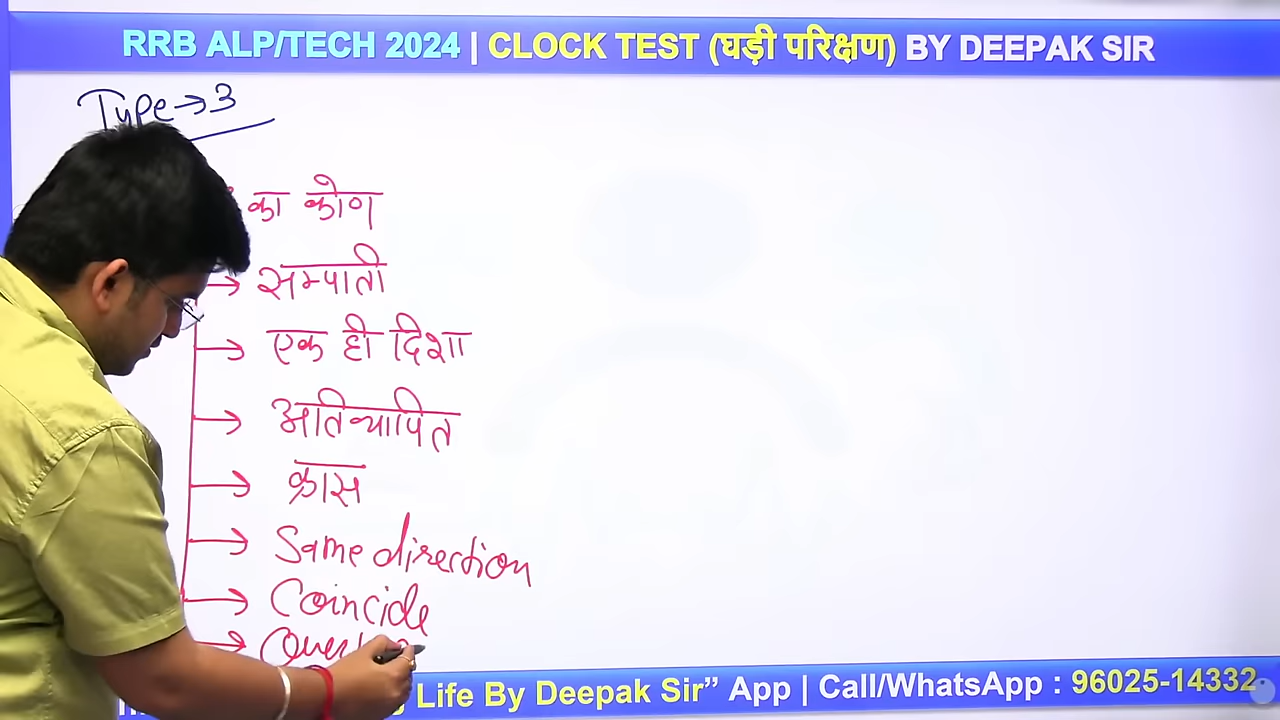 RRB ALP/TECH 2024 | CLOCK TEST (घड़ी परिक्षण) BY DEEPAK SIR
Type→3
का कोण
→ सम्पाती
→ एक ही दिशा
→ अतिव्यापित
→ क्रास
→ Same direction
→ Coincide
Life By Deepak Sir” App | Call/WhatsApp : 96025-14332